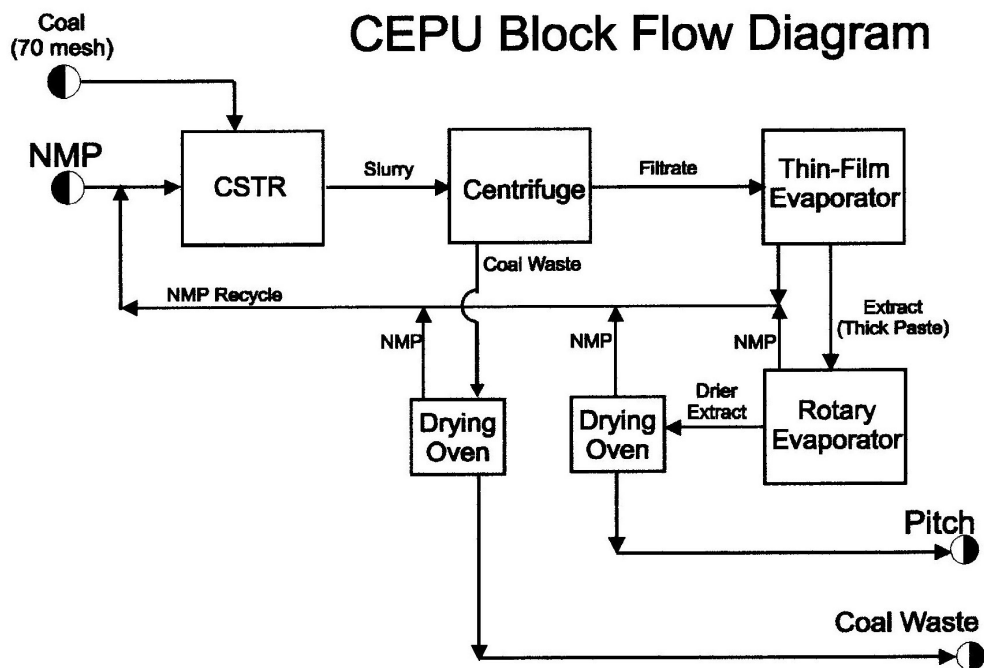 CEPU Block Flow Diagram
Coal
(70 mesh)
NMP
CSTR
Slurry
Centrifuge
Filtrate
Thin-Film
Evaporator
Coal Waste
NMP Recycle
Extract
(Thick Paste)
NMP
NMP
NMP
Drying
Oven
Drying
Oven
Drier
Extract
Rotary
Evaporator
Pitch
Coal Waste